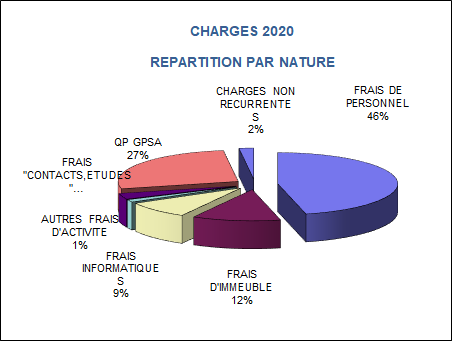 CHARGES 2020
REPARTITION PAR NATURE
CHARGES NON
RECURRENTE
S
2%
FRAIS DE
PERSONNEL
46%
QP GPSA
27%
FRAIS
"CONTACTS,ETUDES
"...
AUTRES FRAIS
D'ACTIVITE
1%
FRAIS
INFORMATIQUE
S
9%
FRAIS
D'IMMEUBLE
12%